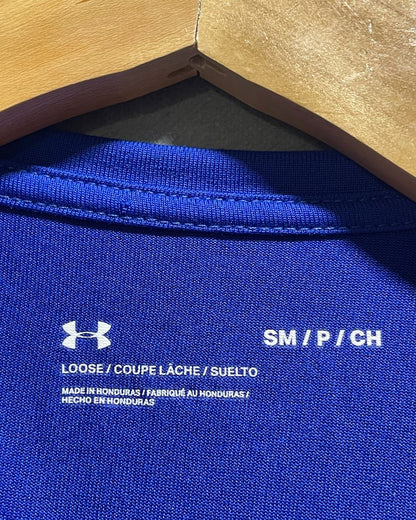 SM / P / CH
LOOSE / COUPE LÂCHE / SUELTO
MADE IN HONDURAS / FABRIQUÉ AU HONDURAS /
HECHO EN HONDURAS